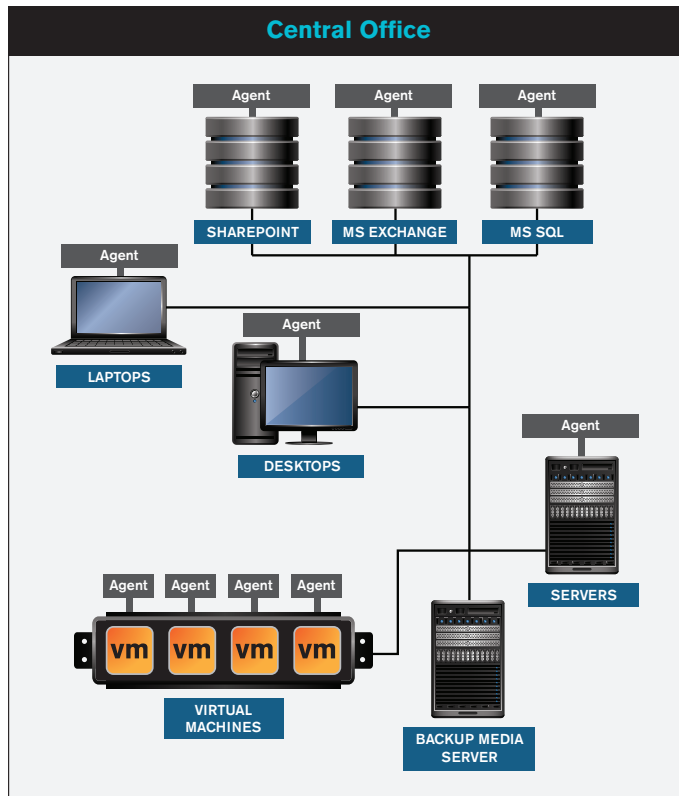 Central Office
Agent
Agent
Agent
SHAREPOINT
MS EXCHANGE
MS SQL
Agent
LAPTOPS
Agent
DESKTOPS
Agent
SERVERS
Agent
Agent
Agent
Agent
vm
vm
vm
vm
VIRTUAL
MACHINES
BACKUP MEDIA
SERVER